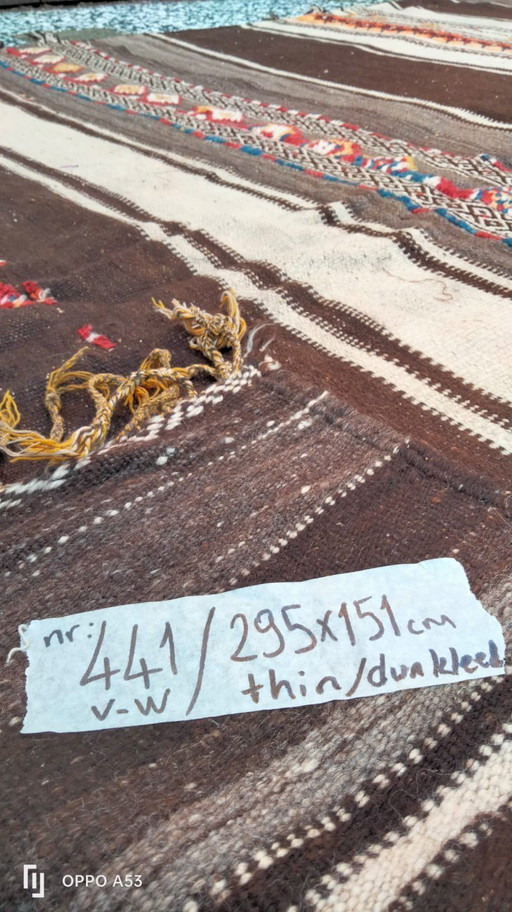 nr: 441 / 295x151 cm
v-w thin/dun kleed
OPPO A53